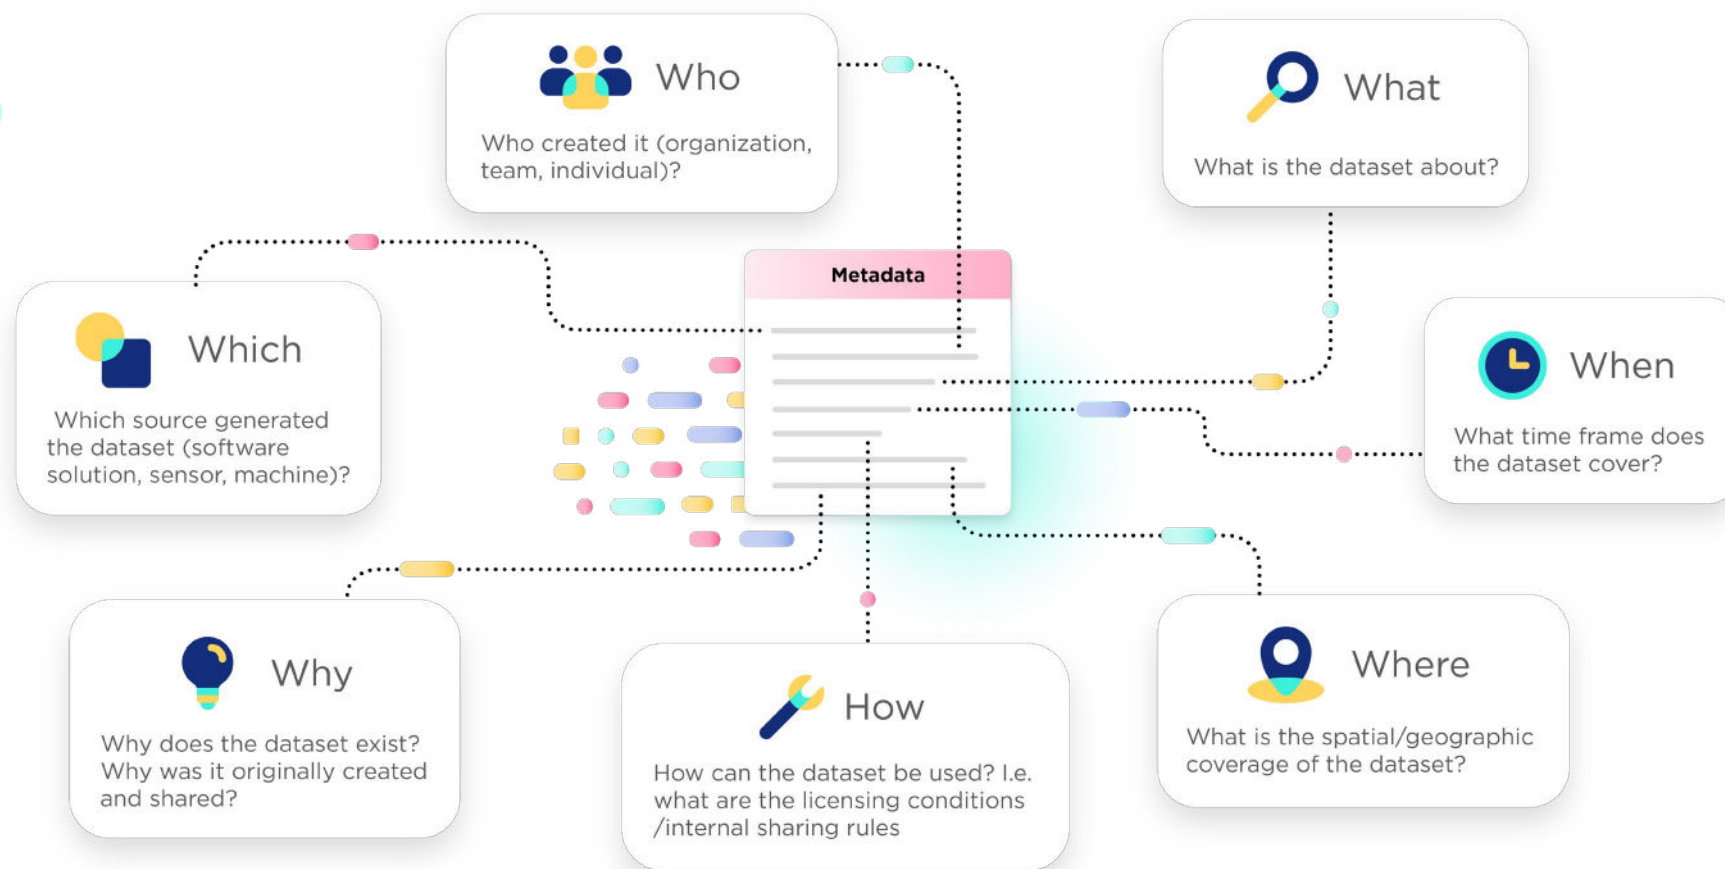 Who
Who created it (organization,
team, individual)?
What
What is the dataset about?
Metadata
Which
Which source generated
the dataset (software
solution, sensor, machine)?
When
What time frame does
the dataset cover?
Why
Why does the dataset exist?
Why was it originally created
and shared?
How
How can the dataset be used? I.e.
what are the licensing conditions
/internal sharing rules
Where
What is the spatial/geographic
coverage of the dataset?